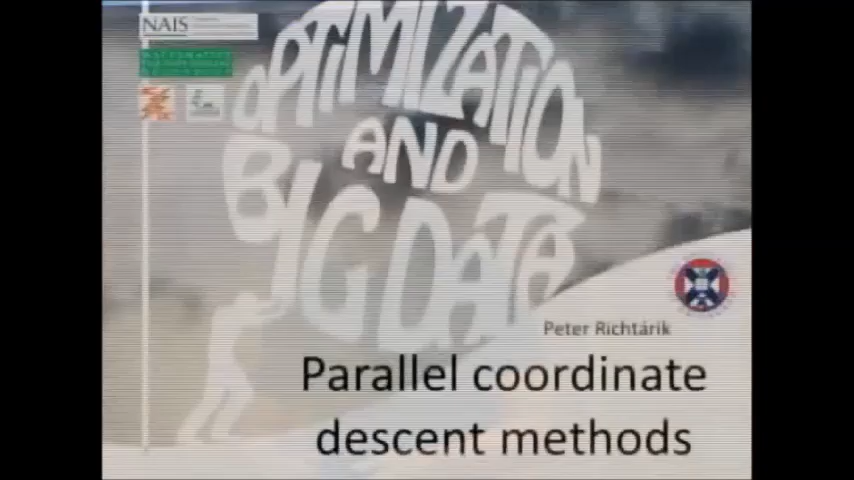 NAIS
OPTIMIZATION
AND
BIG DATA
Peter Richtárik
Parallel coordinate
descent methods